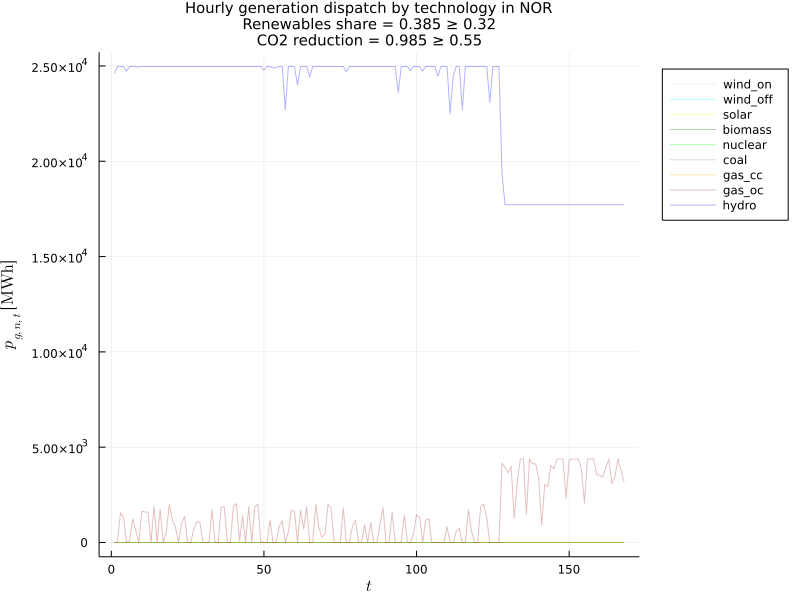 Hourly generation dispatch by technology in NOR
Renewables share = 0.385 ≥ 0.32
CO2 reduction = 0.985 ≥ 0.55
2.50×10⁴
2.00×10⁴
1.50×10⁴
1.00×10⁴
5.00×10³
0
p_{g,n,t} [MWh]
0 50 100 150
t
wind_on
wind_off
solar
biomass
nuclear
coal
gas_cc
gas_oc
hydro